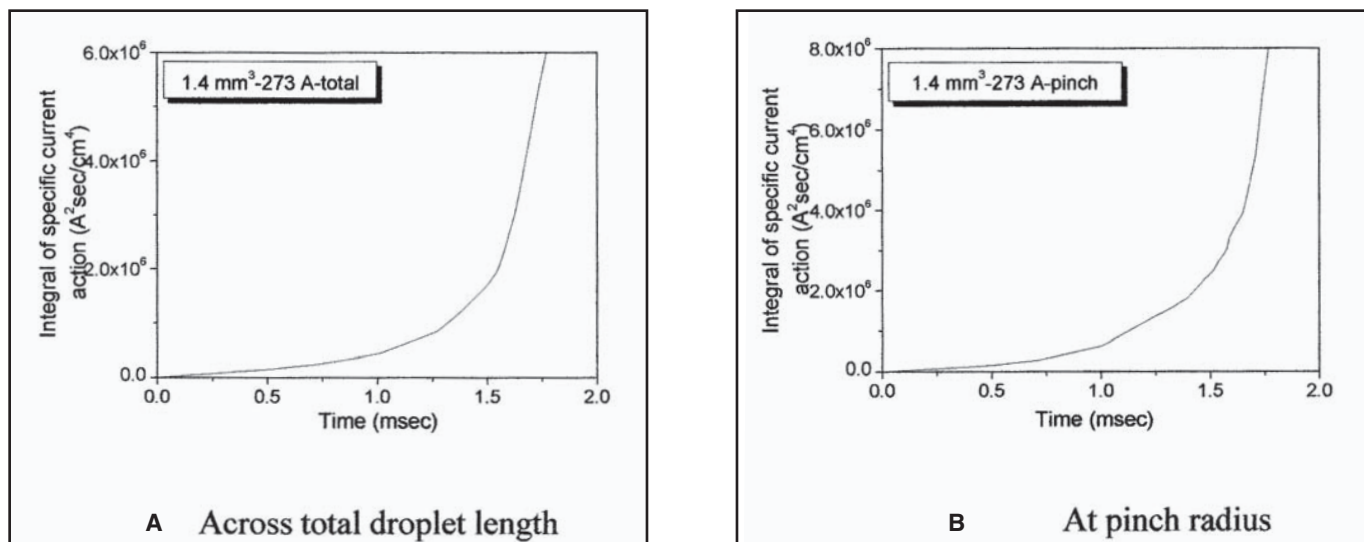 6.0x10⁶
4.0x10⁶
2.0x10⁶
0.0
Integral of specific current
action (A²sec/cm⁴)
1.4 mm³-273 A-total
0.0 0.5 1.0 1.5 2.0
Time (msec)
A Across total droplet length
8.0x10⁶
6.0x10⁶
4.0x10⁶
2.0x10⁶
0.0
Integral of specific current
action (A²sec/cm⁴)
1.4 mm³-273 A-pinch
0.0 0.5 1.0 1.5 2.0
Time (msec)
B At pinch radius